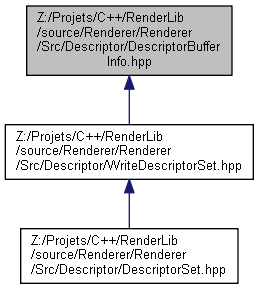 Z:/Projets/C++/RenderLib
/source/Renderer/Renderer
/Src/Descriptor/DescriptorBuffer
Info.hpp
Z:/Projets/C++/RenderLib
/source/Renderer/Renderer
/Src/Descriptor/WriteDescriptorSet.hpp
Z:/Projets/C++/RenderLib
/source/Renderer/Renderer
/Src/Descriptor/DescriptorSet.hpp